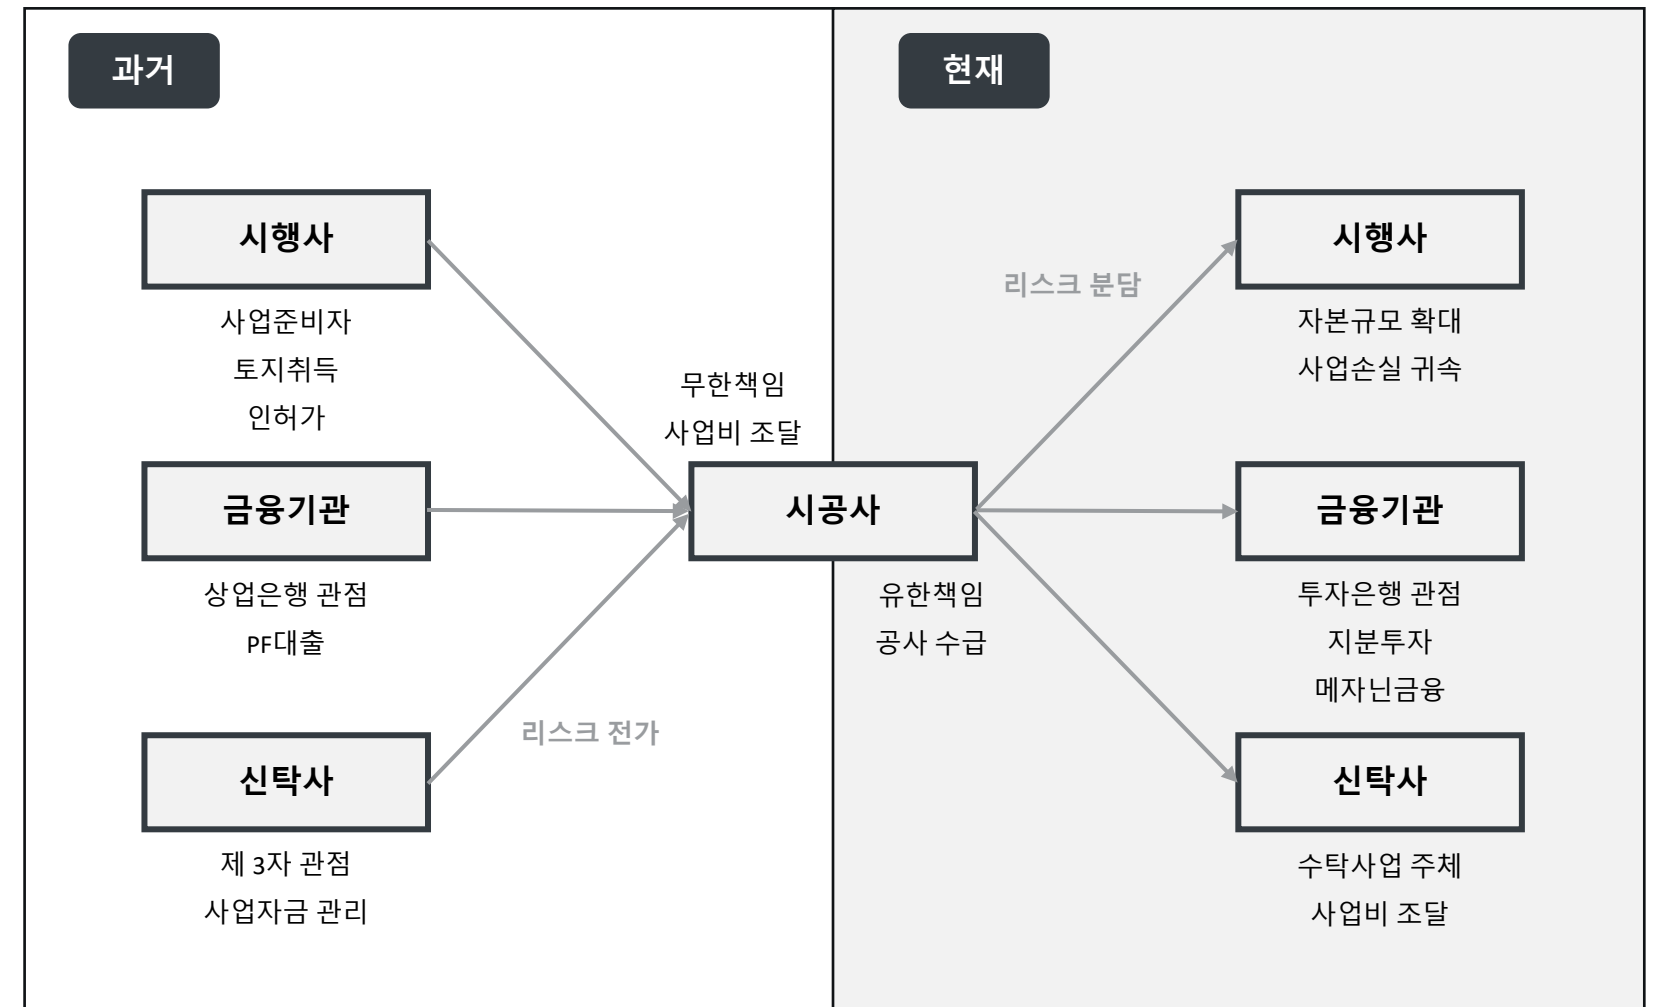 과거
시행사
사업준비자
토지취득
인허가
금융기관
상업은행 관점
PF대출
신탁사
제 3자 관점
사업자금 관리
리스크 전가
무한책임
사업비 조달
시공사
유한책임
공사 수급
현재
리스크 분담
시행사
자본규모 확대
사업손실 귀속
금융기관
투자은행 관점
지분투자
메자닌금융
신탁사
수탁사업 주체
사업비 조달